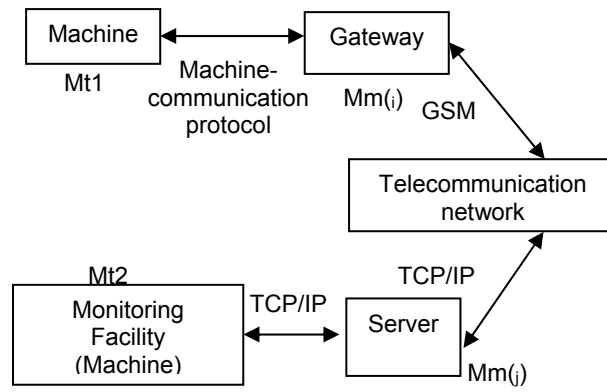 Machine
Gateway
Mt1
Machine-
communication
protocol
Mm(i)
GSM
Telecommunication
network
Mt2
TCP/IP
TCP/IP
Monitoring
Facility
(Machine)
Server
Mm(j)